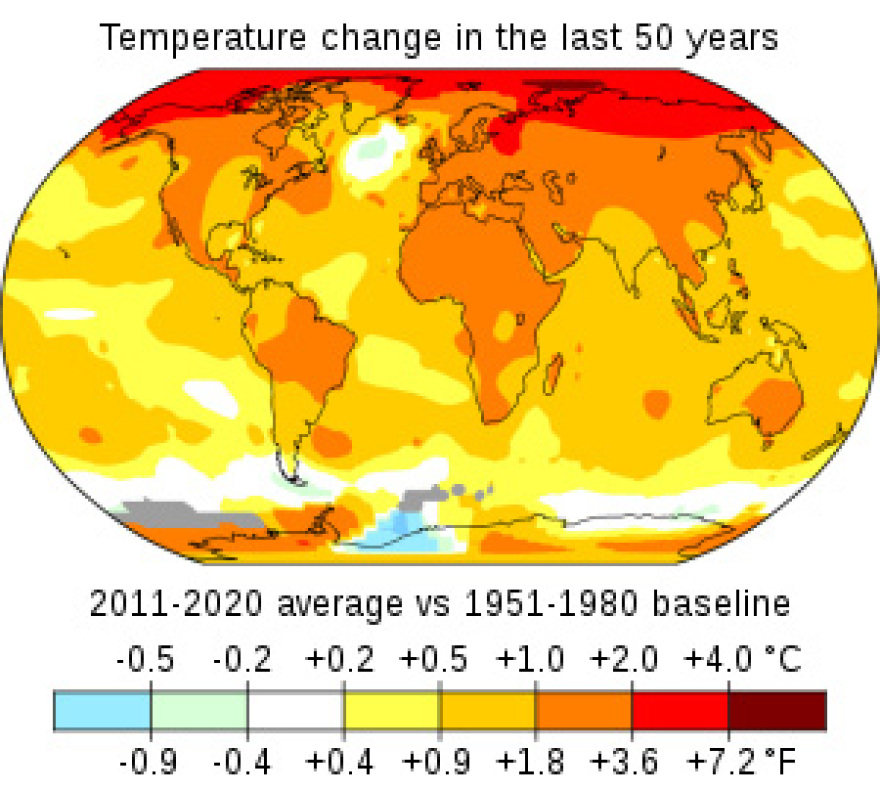 Temperature change in the last 50 years
2011-2020 average vs 1951-1980 baseline
-0.5 -0.2 +0.2 +0.5 +1.0 +2.0 +4.0 °C
-0.9 -0.4 +0.4 +0.9 +1.8 +3.6 +7.2 °F